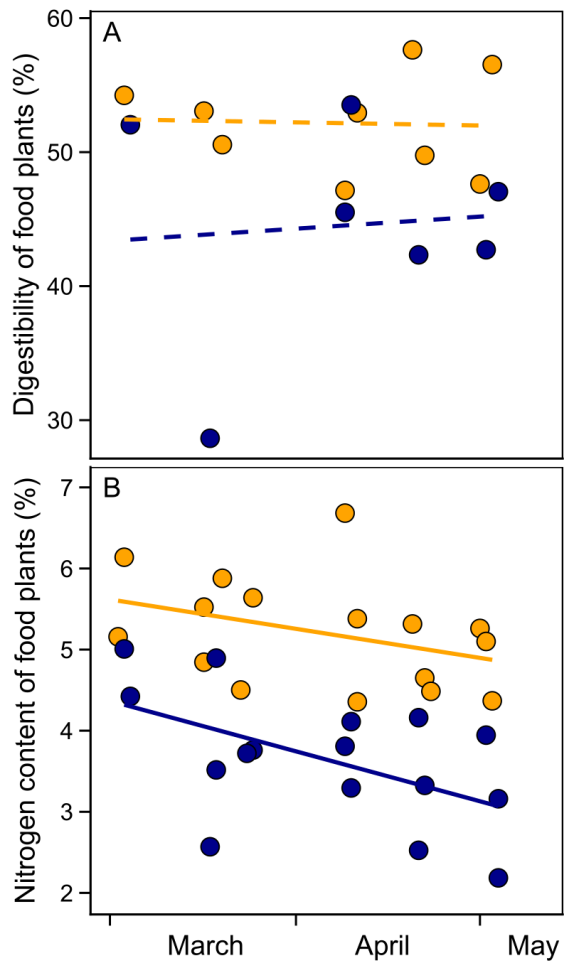 A
Digestibility of food plants (%)
60
50
40
30
B
Nitrogen content of food plants (%)
7
6
5
4
3
2
March April May